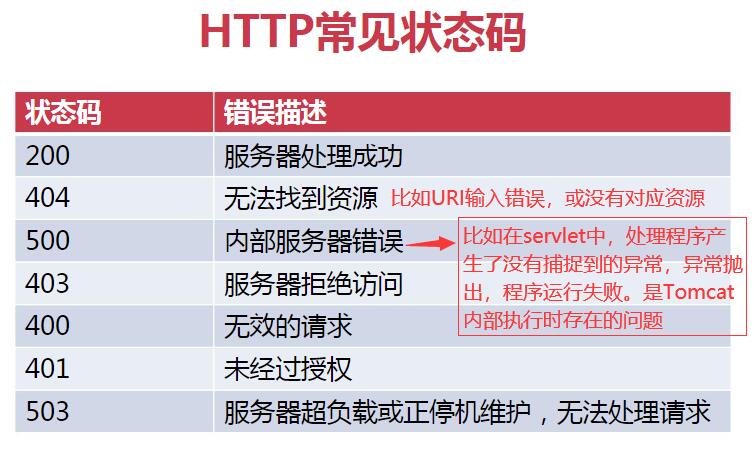 HTTP常见状态码
状态码 错误描述
200 服务器处理成功
404 无法找到资源 比如URI输入错误，或没有对应资源
500 内部服务器错误
比如在servlet中，处理程序产
生了没有捕捉到的异常，异常抛
出，程序运行失败。是Tomcat
内部执行时存在的问题
403 服务器拒绝访问
400 无效的请求
401 未经过授权
503 服务器超负载或正停机维护，无法处理请求